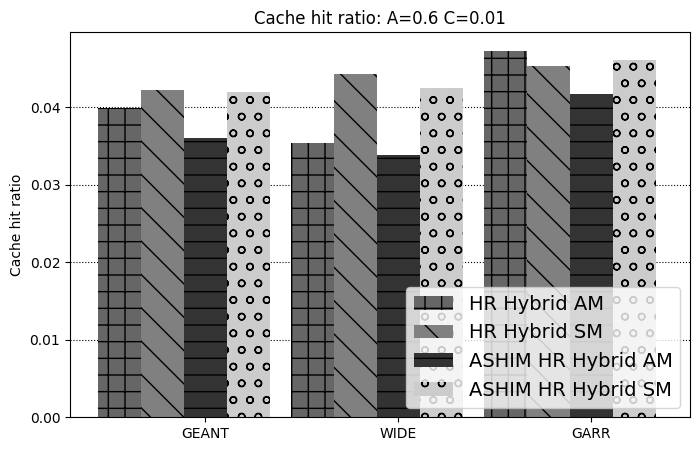 Cache hit ratio: A=0.6 C=0.01
Cache hit ratio
0.04
0.03
0.02
0.01
0.00
GEANT
WIDE
GARR
HR Hybrid AM
HR Hybrid SM
ASHIM HR Hybrid AM
ASHIM HR Hybrid SM